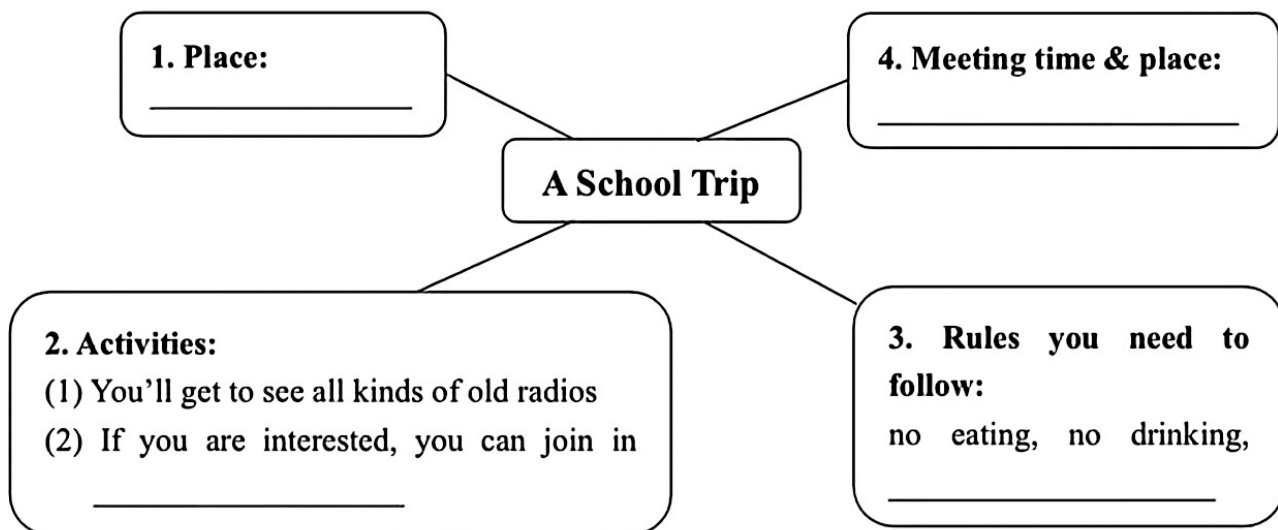 1. Place:
4. Meeting time & place:
A School Trip
2. Activities:
(1) You’ll get to see all kinds of old radios
(2) If you are interested, you can join in
3. Rules you need to
follow:
no eating, no drinking,